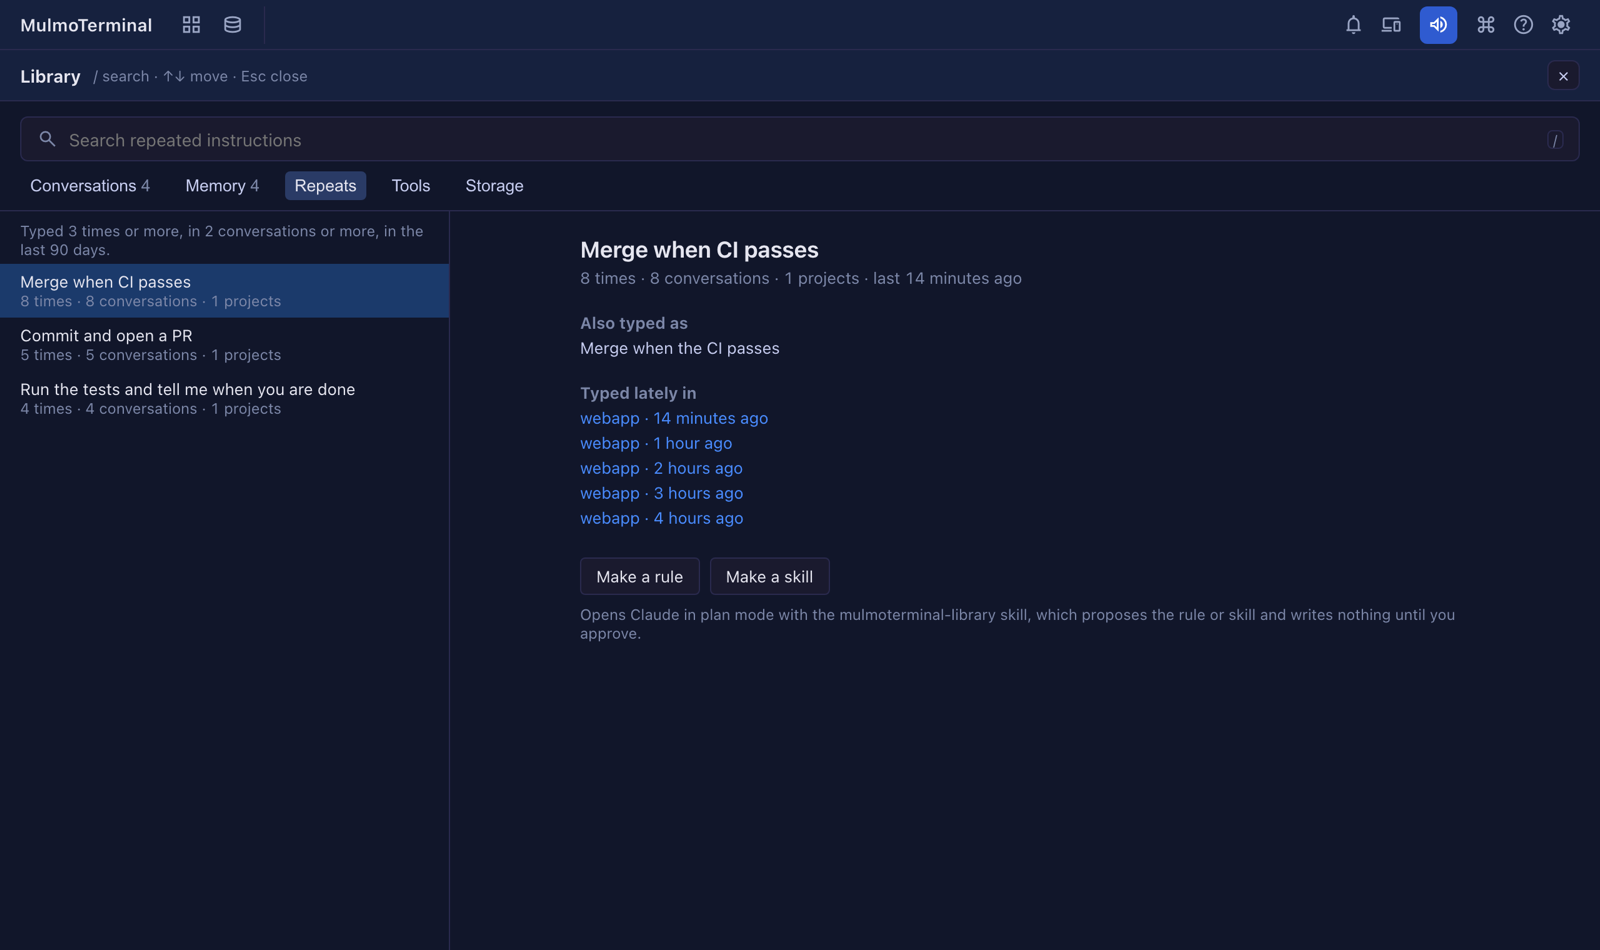 MulmoTerminal
Library / search · ↑↓ move · Esc close
Search repeated instructions /
Conversations 4 Memory 4 Repeats Tools Storage
Typed 3 times or more, in 2 conversations or more, in the
last 90 days.
Merge when CI passes
8 times · 8 conversations · 1 projects
Commit and open a PR
5 times · 5 conversations · 1 projects
Run the tests and tell me when you are done
4 times · 4 conversations · 1 projects
Merge when CI passes
8 times · 8 conversations · 1 projects · last 14 minutes ago
Also typed as
Merge when the CI passes
Typed lately in
webapp · 14 minutes ago
webapp · 1 hour ago
webapp · 2 hours ago
webapp · 3 hours ago
webapp · 4 hours ago
Make a rule Make a skill
Opens Claude in plan mode with the mulmoterminal-library skill, which proposes the rule or skill and writes nothing until you
approve.